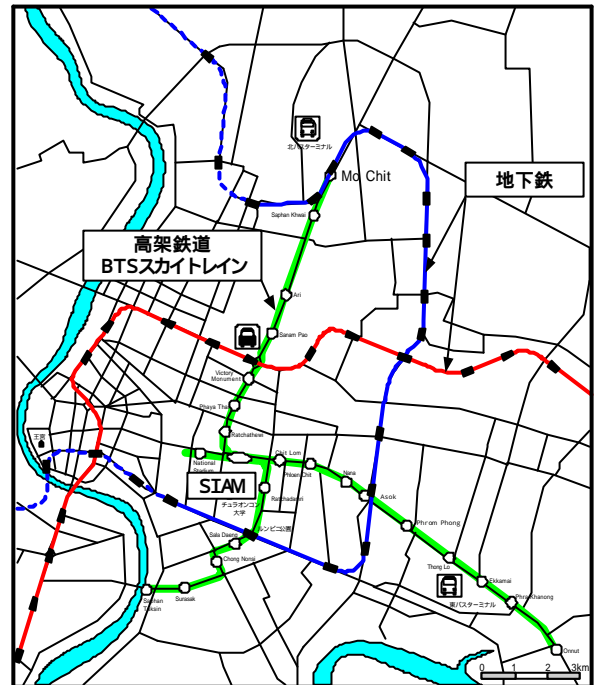 北バスターミナル
Mo Chit
地下鉄
Saphan Khwai
高架鉄道
BTSスカイトレイン
Ari
Sanam Pao
Victory
Monument
Phaya Thai
Ratchathewi
王宮
National
Stadium
Chit Lom
Phloen Chit
Nana
Asok
SIAM
Ratchadamri
チュラオンコン
大学
Phrom Phong
ルンピニ公園
Sala Daeng
Chong Nonsi
Thong Lo
Ekkamai
東バスターミナル
Phra Khanong
Saphan
Taksin
Surasak
Onnut
0 1 2 3km